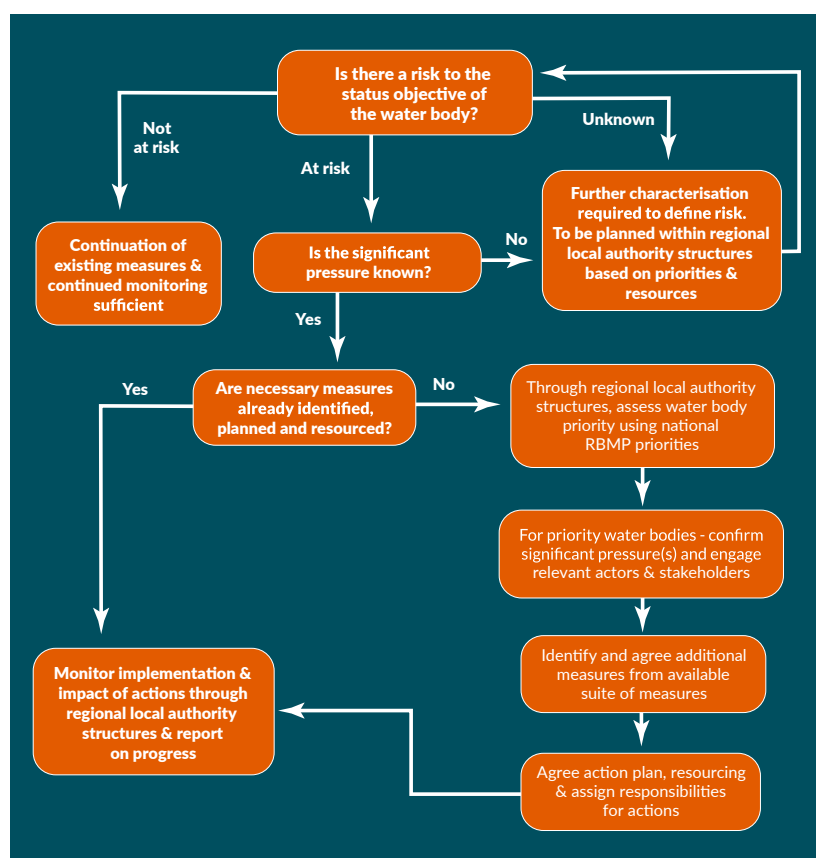 Is there a risk to the
status objective of
the water body?
Not
at risk
At risk
Unknown
Further characterisation
required to define risk.
To be planned within regional
local authority structures
based on priorities &
resources
Continuation of
existing measures &
continued monitoring
sufficient
Is the significant
pressure known?
No
Yes
Are necessary measures
already identified,
planned and resourced?
Yes
No
Through regional local authority
structures, assess water body
priority using national
RBMP priorities
For priority water bodies - confirm
significant pressure(s) and engage
relevant actors & stakeholders
Identify and agree additional
measures from available
suite of measures
Monitor implementation &
impact of actions through
regional local authority
structures & report
on progress
Agree action plan, resourcing
& assign responsibilities
for actions